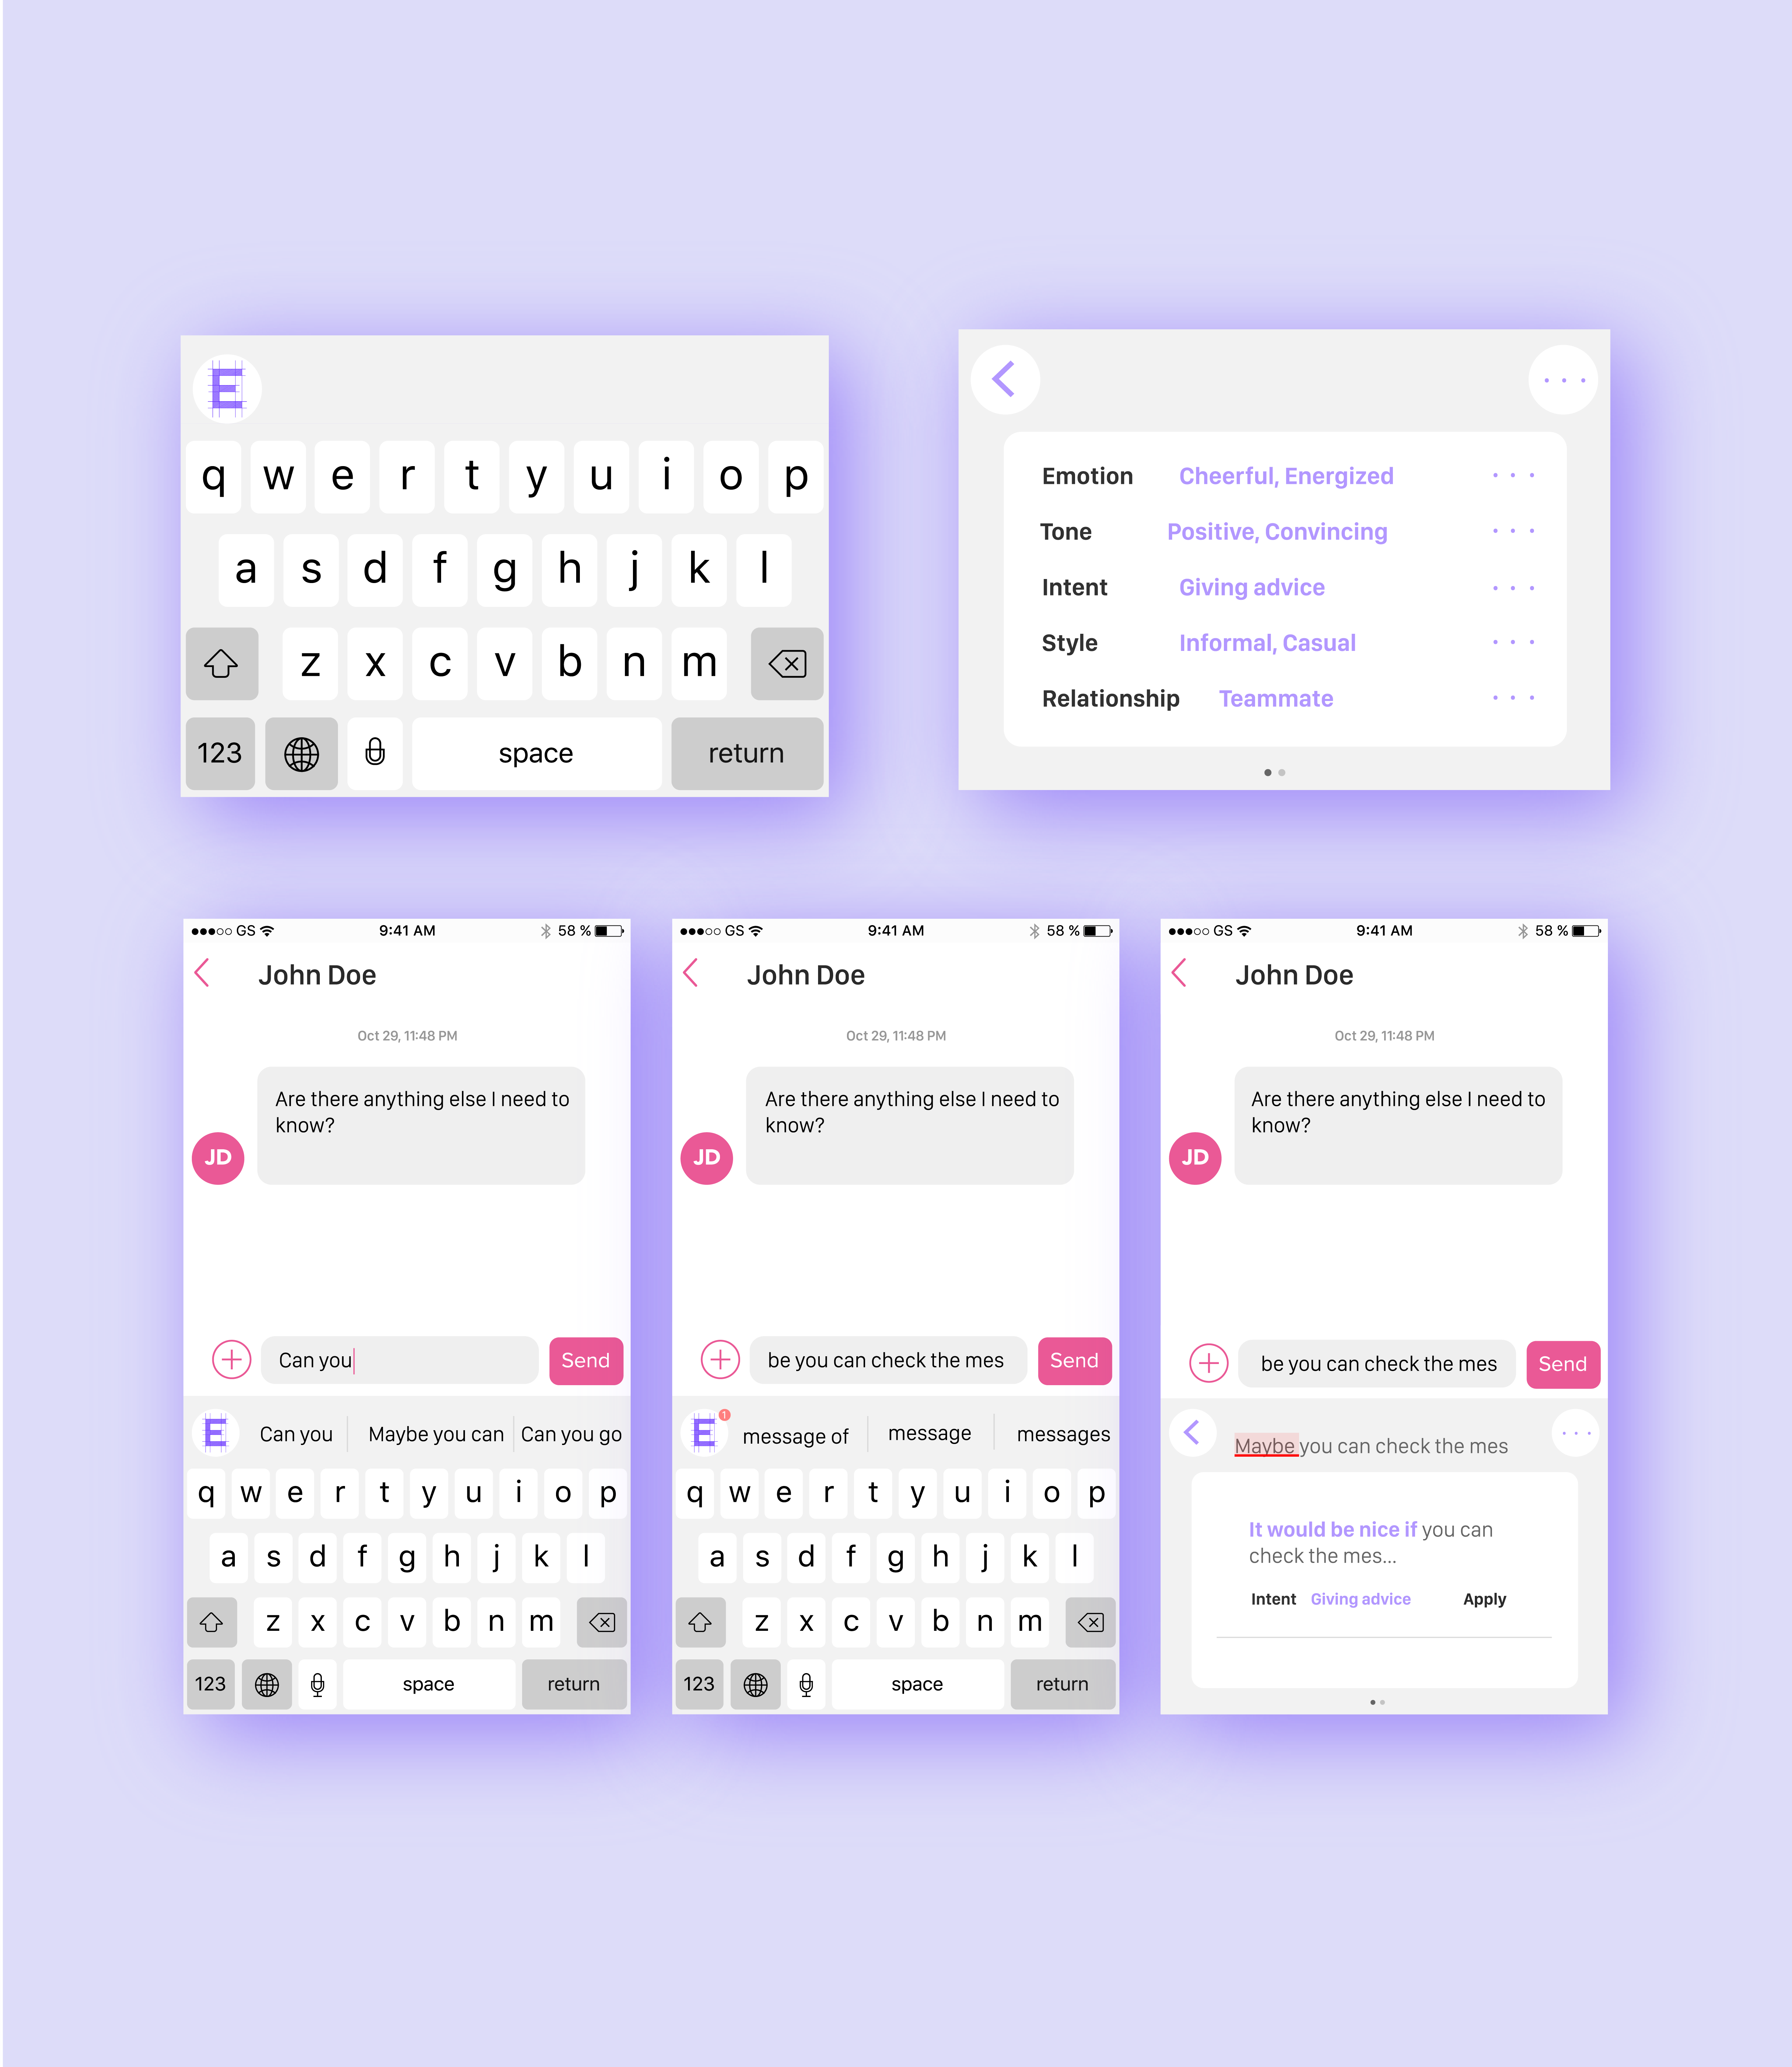 E
q w e r t y u i o p
a s d f g h j k l
z x c v b n m
123 space return
Emotion Cheerful, Energized
Tone Positive, Convincing
Intent Giving advice
Style Informal, Casual
Relationship Teammate
GS 9:41 AM 58 %
John Doe
Oct 29, 11:48 PM
Are there anything else I need to
know?
JD
Can you Send
E Can you Maybe you can Can you go
q w e r t y u i o p
a s d f g h j k l
z x c v b n m
123 space return
GS 9:41 AM 58 %
John Doe
Oct 29, 11:48 PM
Are there anything else I need to
know?
JD
be you can check the mes Send
E 1 message of message messages
q w e r t y u i o p
a s d f g h j k l
z x c v b n m
123 space return
GS 9:41 AM 58 %
John Doe
Oct 29, 11:48 PM
Are there anything else I need to
know?
JD
be you can check the mes Send
Maybe you can check the mes
It would be nice if you can
check the mes...
Intent Giving advice Apply